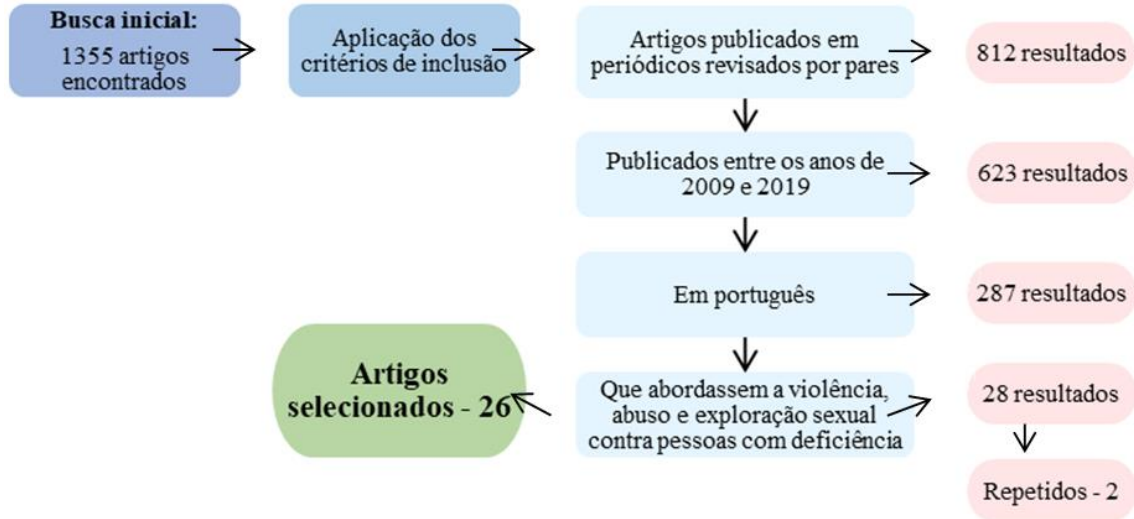 Busca inicial:
1355 artigos
encontrados
Aplicação dos
critérios de inclusão
Artigos publicados em
periódicos revisados por pares
812 resultados
Publicados entre os anos de
2009 e 2019
623 resultados
Em português
287 resultados
Que abordassem a violência,
abuso e exploração sexual
contra pessoas com deficiência
28 resultados
Repetidos - 2
Artigos
selecionados - 26